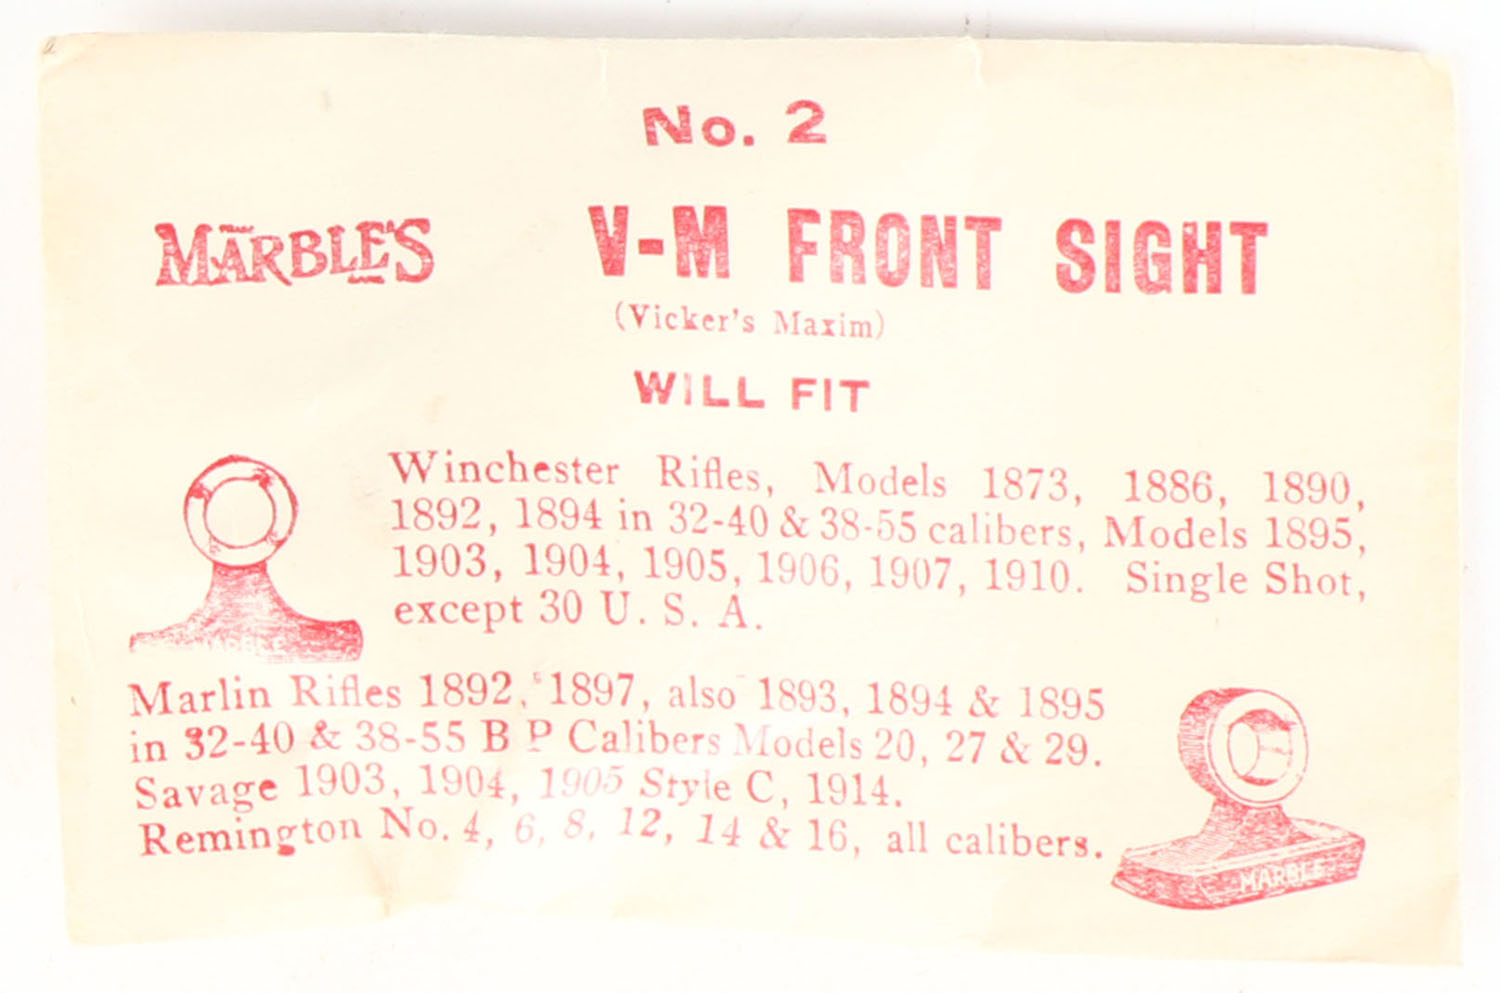 No. 2
MARBLE'S
V-M FRONT SIGHT
(Vicker's Maxim)
WILL FIT
Winchester Rifles, Models 1873, 1886, 1890,
1892, 1894 in 32-40 & 38-55 calibers, Models 1895,
1903, 1904, 1905, 1906, 1907, 1910. Single Shot,
except 30 U. S. A.
MARBLE
Marlin Rifles 1892, 1897, also 1893, 1894 & 1895
in 32-40 & 38-55 B P Calibers Models 20, 27 & 29.
Savage 1903, 1904, 1905 Style C, 1914.
Remington No. 4, 6, 8, 12, 14 & 16, all calibers.
MARBLE